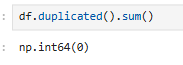 : df.duplicated().sum()
: np.int64(0)